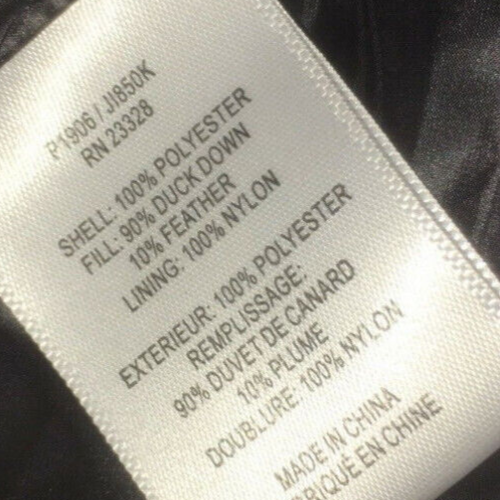 P1906 / JI850K
RN 23328
SHELL: 100% POLYESTER
FILL: 90% DUCK DOWN
10% FEATHER
LINING: 100% NYLON
EXTERIEUR: 100% POLYESTER
REMPLISSAGE:
90% DUVET DE CANARD
10% PLUME
DOUBLURE: 100% NYLON
MADE IN CHINA
EN CHINE